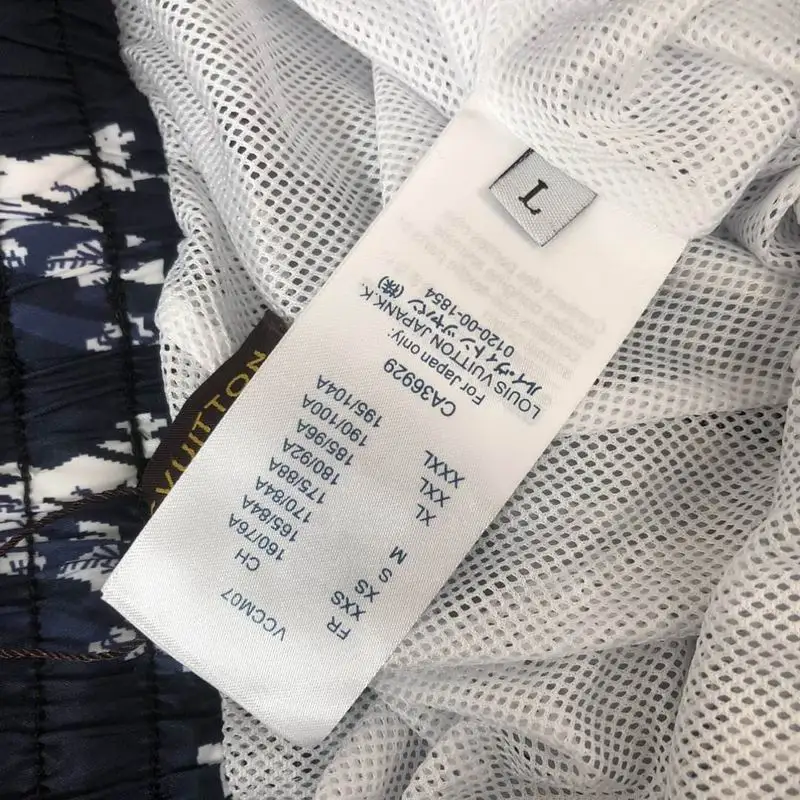 VCCM07
FR CH
XXS 160/76A
XS 165/84A
S 170/84A
M 175/88A
180/92A
XL 185/96A
XXL 190/100A
XXXL 195/104A
CA36929
For Japan only:
LOUIS VUITTON JAPANK.K.
ルイ・ヴィトンジャパン (株)
0120-00-1854
L
VUITTON